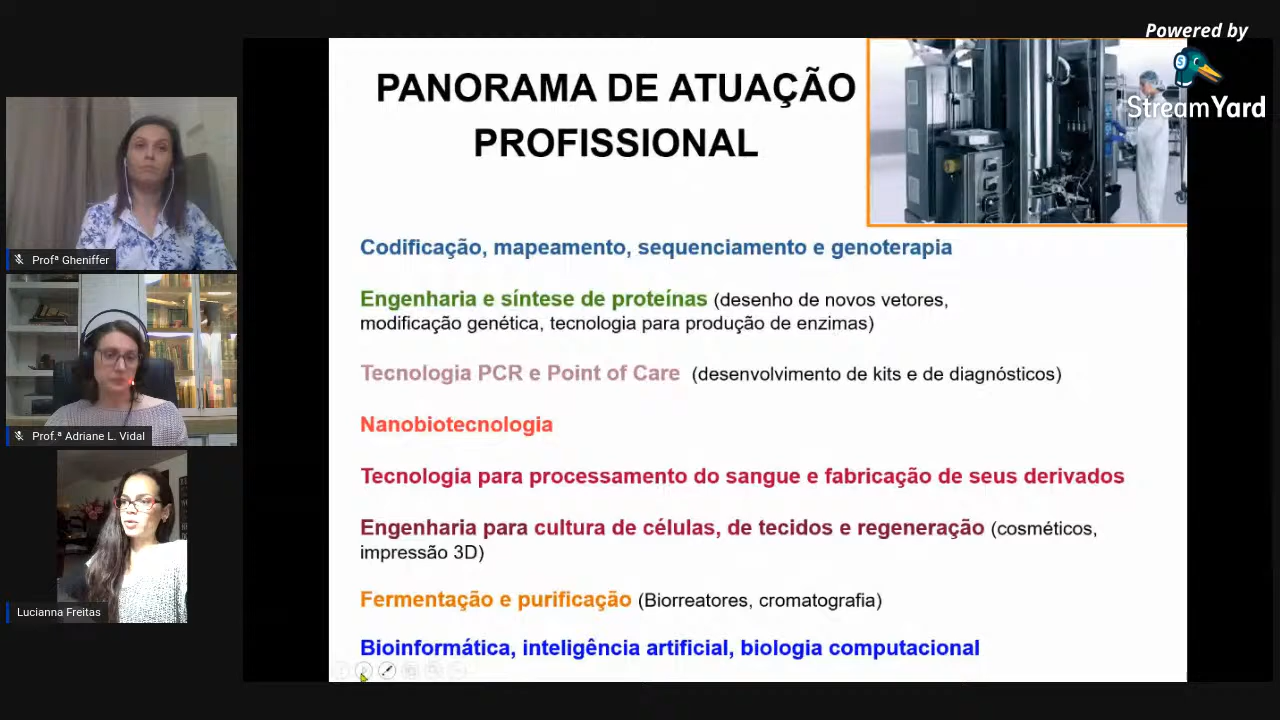 Powered by
StreamYard
PANORAMA DE ATUAÇÃO
PROFISSIONAL
Codificação, mapeamento, sequenciamento e genoterapia
Engenharia e síntese de proteínas (desenho de novos vetores,
modificação genética, tecnologia para produção de enzimas)
Tecnologia PCR e Point of Care (desenvolvimento de kits e de diagnósticos)
Nanobiotecnologia
Tecnologia para processamento do sangue e fabricação de seus derivados
Engenharia para cultura de células, de tecidos e regeneração (cosméticos,
impressão 3D)
Fermentação e purificação (Biorreatores, cromatografia)
Bioinformática, inteligência artificial, biologia computacional
Profª Gheniffer
Prof.ª Adriane L. Vidal
Lucianna Freitas